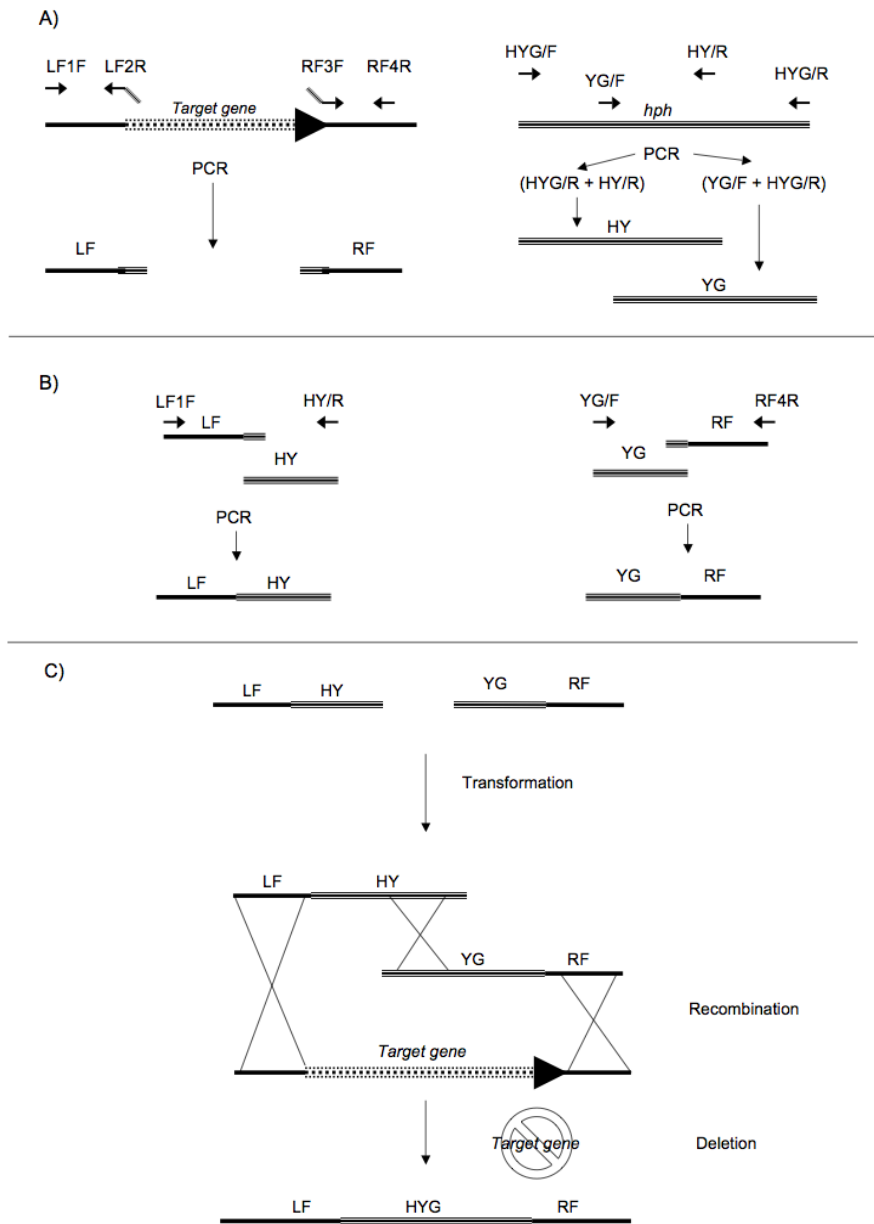 A)
LF1F LF2R RF3F RF4R
Target gene
PCR
LF RF
HYG/F HY/R
YG/F HYG/R
hph
PCR
(HYG/R + HY/R) (YG/F + HYG/R)
HY
YG
B)
LF1F HY/R
LF
HY
PCR
LF HY
YG/F RF4R
RF
YG
PCR
YG RF
C)
LF HY YG RF
Transformation
LF HY
YG RF
Recombination
Target gene
Target gene Deletion
LF HYG RF